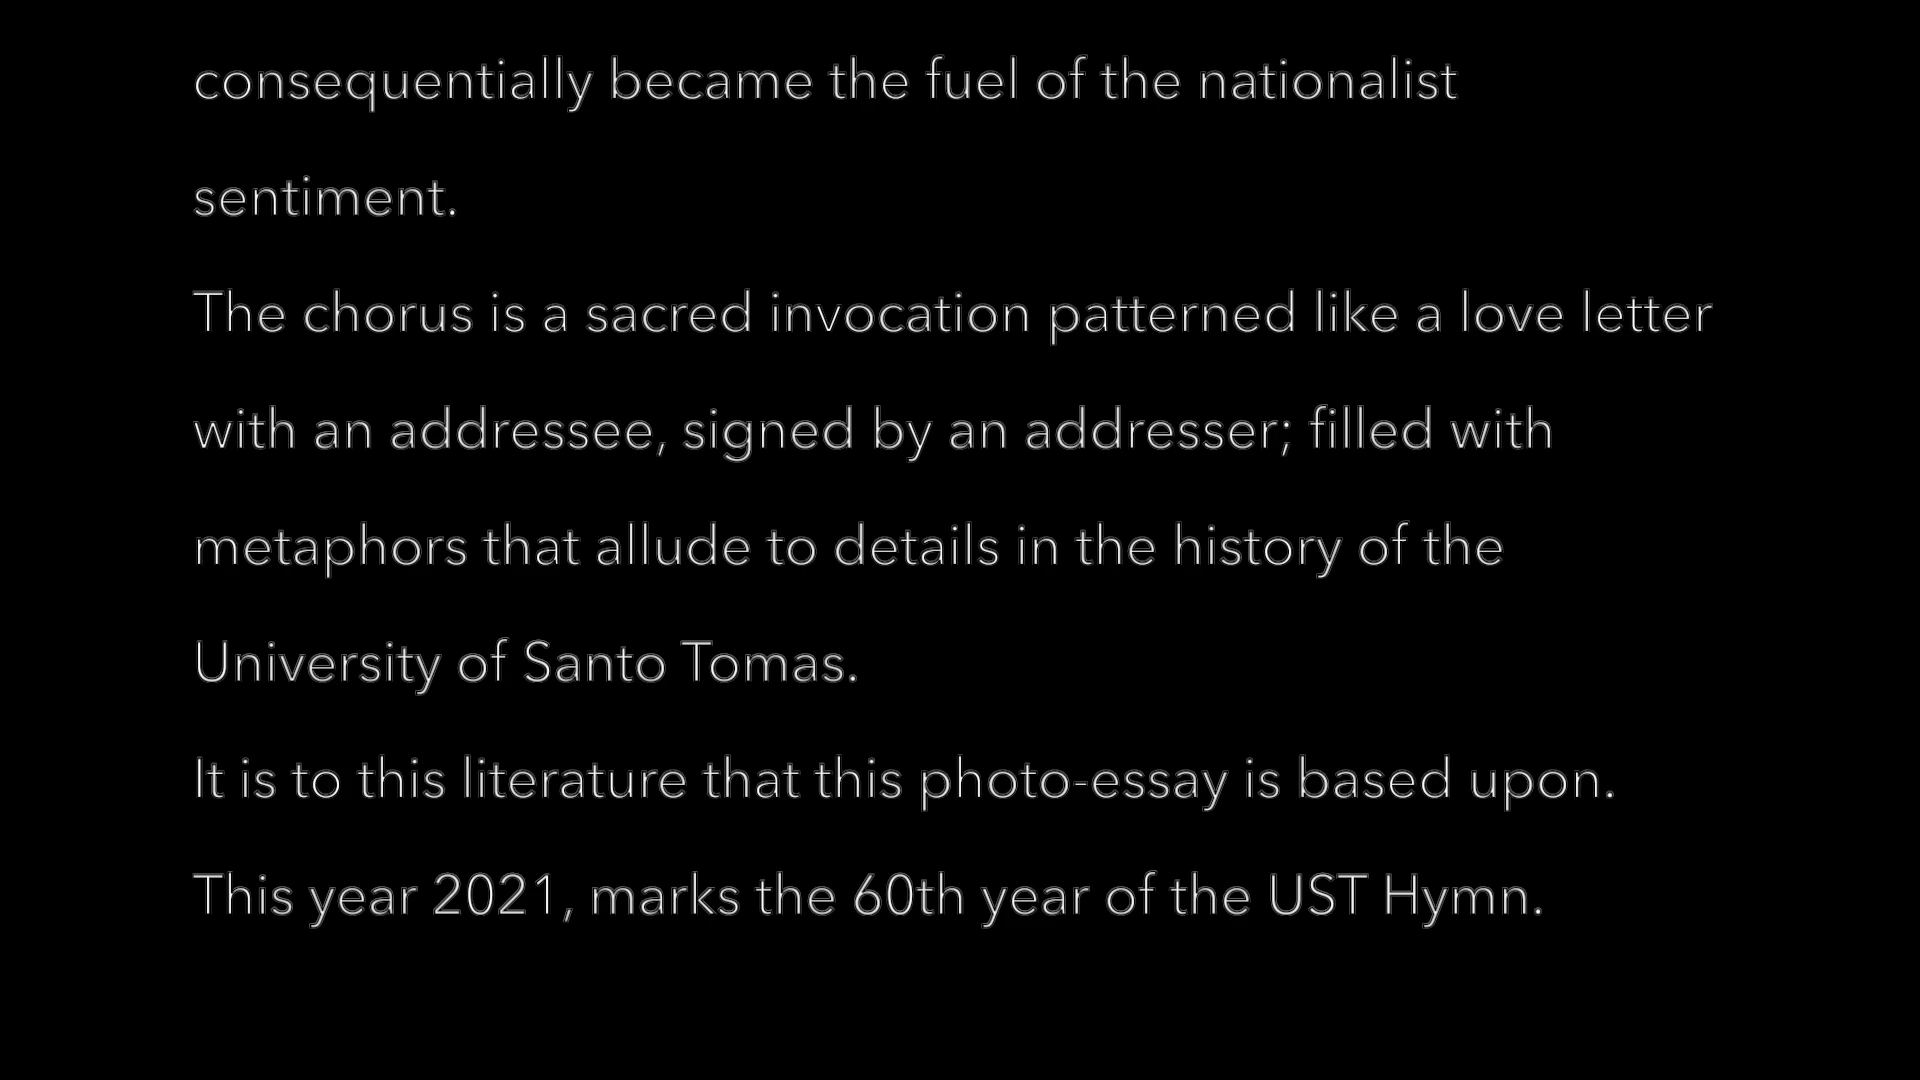 consequentially became the fuel of the nationalist
sentiment.
The chorus is a sacred invocation patterned like a love letter
with an addressee, signed by an addresser; filled with
metaphors that allude to details in the history of the
University of Santo Tomas.
It is to this literature that this photo-essay is based upon.
This year 2021, marks the 60th year of the UST Hymn.